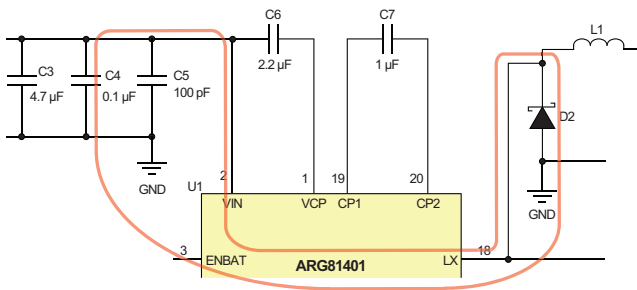 C6
C7
L1
C3
C4
C5
2.2 µF
1 µF
4.7 µF
0.1 µF
100 pF
D2
GND
U1
2
1
19
20
GND
VIN
VCP
CP1
CP2
3
18
ENBAT
LX
ARG81401